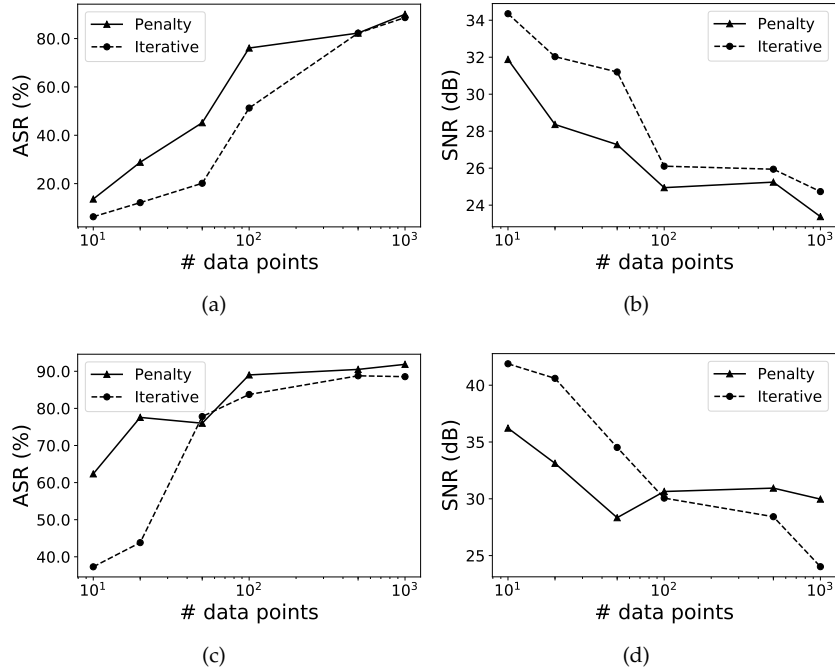 80.0
60.0
40.0
20.0
ASR (%)
Penalty
Iterative
10¹
10²
10³
# data points
(a)
34
32
30
28
26
24
SNR (dB)
Penalty
Iterative
10¹
10²
10³
# data points
(b)
90.0
80.0
70.0
60.0
50.0
40.0
ASR (%)
Penalty
Iterative
10¹
10²
10³
# data points
(c)
40
35
30
25
SNR (dB)
Penalty
Iterative
10¹
10²
10³
# data points
(d)